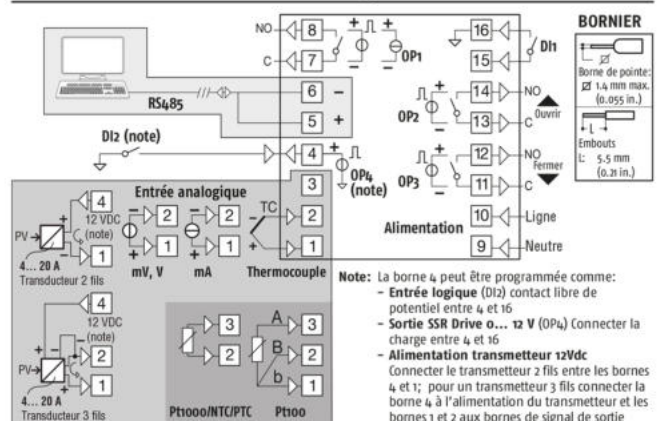 BORNIER
NO
8
+
7
C
–
OP1
16
15
DI1
RS485
6
–
5
+
DI2 (note)
4
+
–
OP4
(note)
OP2
+
–
14
NO
13
C
Ouvrir
OP3
+
–
12
NO
11
C
Fermer
Alimentation
10
Ligne
9
Neutre
Borne de pointe:
1.4 mm max.
(0.055 in.)
L
Embouts
L: 5.5 mm
(0.21 in.)
Entrée analogique
3
TC
–
2
+
1
Thermocouple
4
12 VDC
(note)
+
–
PV
1
4... 20 A
Transducteur 2 fils
–
2
+
1
mV, V
–
2
+
1
mA
4
12 VDC
(note)
+
–
–
2
PV
+
1
4... 20 A
Transducteur 3 fils
3
2
Pt1000/NTC/PTC
A
3
B
2
b
1
Pt100
Note: La borne 4 peut être programmée comme:
- Entrée logique (DI2) contact libre de
potentiel entre 4 et 16
- Sortie SSR Drive 0... 12 V (OP4) Connecter la
charge entre 4 et 16
- Alimentation transmetteur 12Vdc
Connecter le transmetteur 2 fils entre les bornes
4 et 1; pour un transmetteur 3 fils connecter la
borne 4 à l'alimentation du transmetteur et les
bornes 1 et 2 aux bornes de signal de sortie